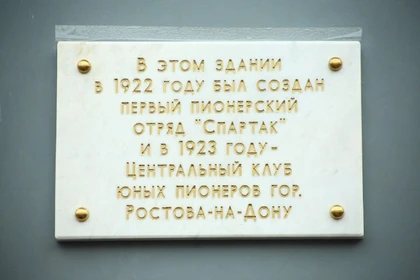 В этом здании
в 1922 году был создан
первый пионерский
отряд "Спартак"
и в 1923 году-
Центральный клуб
юных пионеров гор.
Ростова-на-Дону